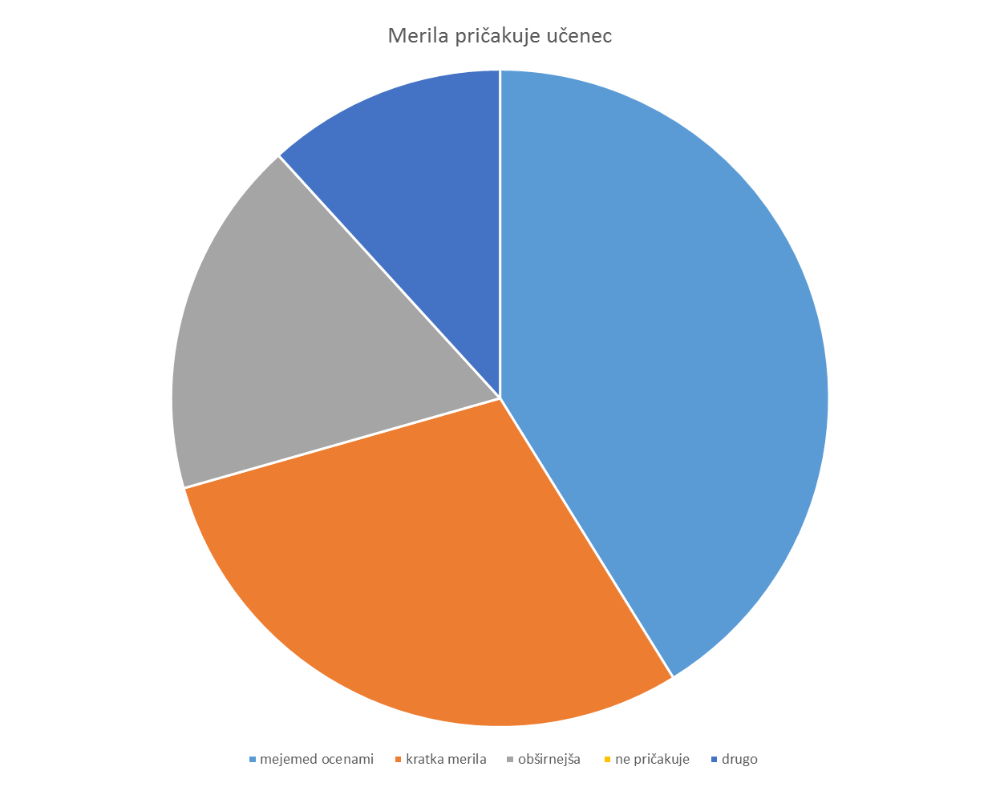 Merila pričakuje učenec
mejemed ocenami kratka merila obširnejša ne pričakuje drugo